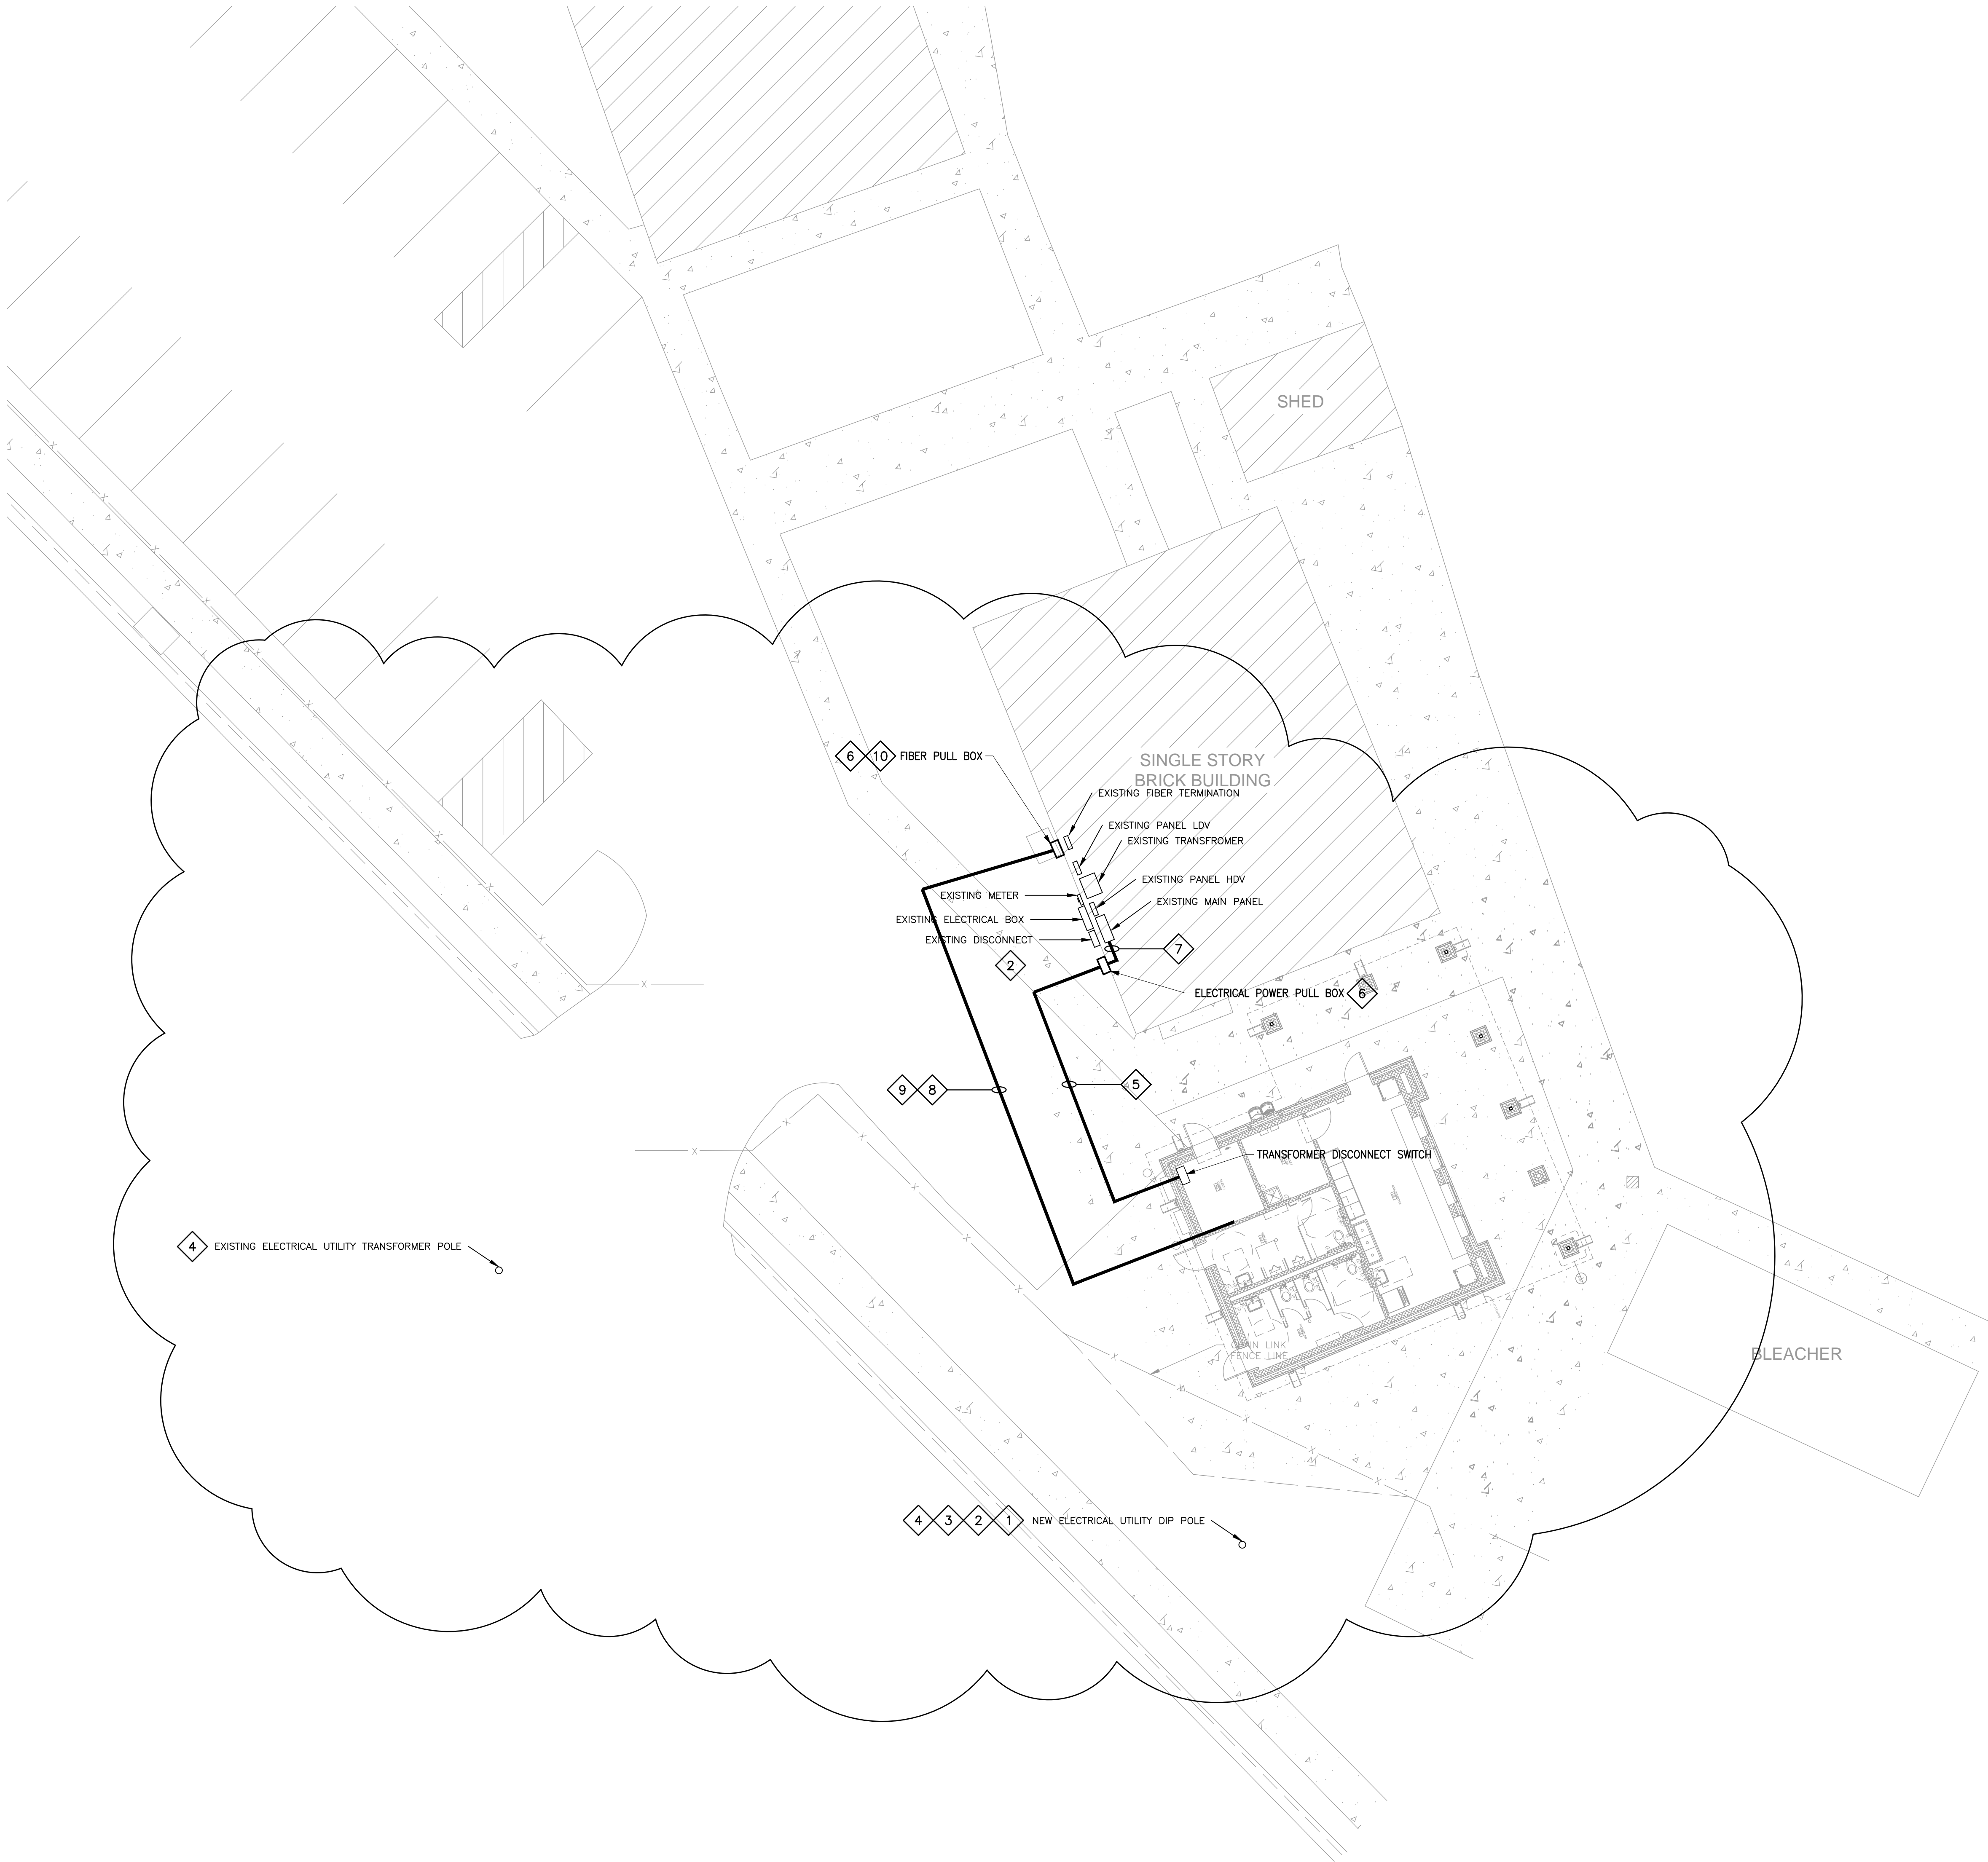 SHED
SINGLE STORY
BRICK BUILDING
6 10 FIBER PULL BOX
EXISTING FIBER TERMINATION
EXISTING PANEL LDV
EXISTING TRANSFROMER
EXISTING PANEL HDV
EXISTING METER
EXISTING MAIN PANEL
EXISTING ELECTRICAL BOX
EXISTING DISCONNECT
7
2
ELECTRICAL POWER PULL BOX 6
9 8
5
TRANSFORMER DISCONNECT SWITCH
4 EXISTING ELECTRICAL UTILITY TRANSFORMER POLE
CHAIN LINK
FENCE LINE
BLEACHER
4 3 2 1 NEW ELECTRICAL UTILITY DIP POLE